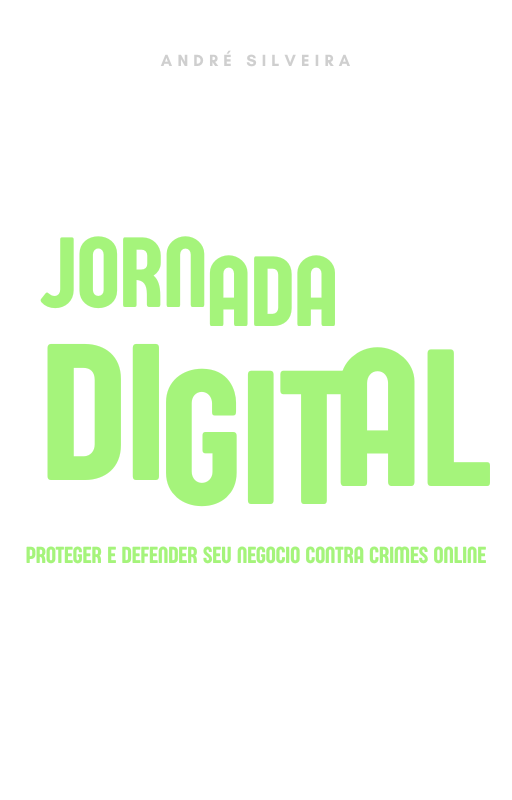 ANDRÉ SILVEIRA
JORNADA
DIGITAL
PROTEGER E DEFENDER SEU NEGOCIO CONTRA CRIMES ONLINE